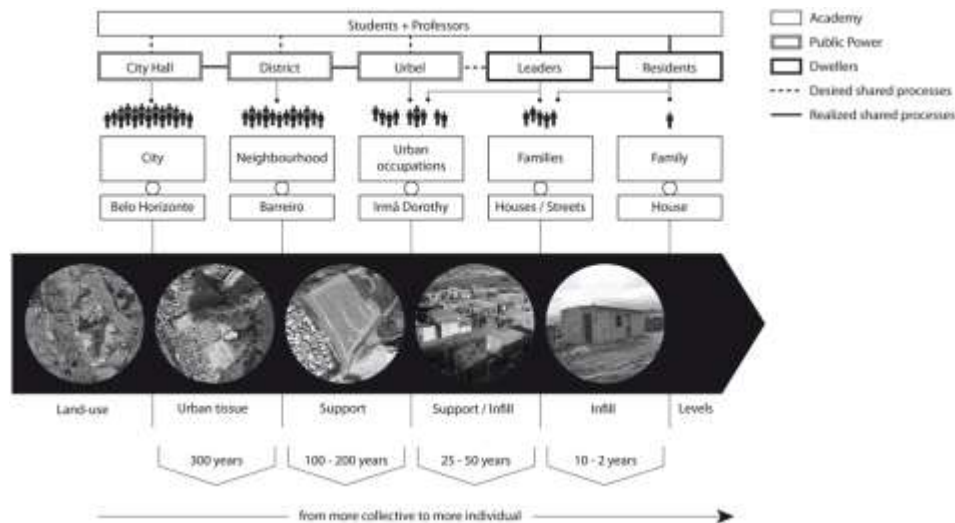 Students + Professors
Academy
Public Power
Dwellers
Desired shared processes
Realized shared processes
City Hall
District
Urbel
Leaders
Residents
City
Neighbourhood
Urban
occupations
Families
Family
Belo Horizonte
Barreiro
Irmã Dorothy
Houses / Streets
House
Land-use
Urban tissue
Support
Support / Infill
Infill
Levels
300 years
100 - 200 years
25 - 50 years
10 - 2 years
from more collective to more individual